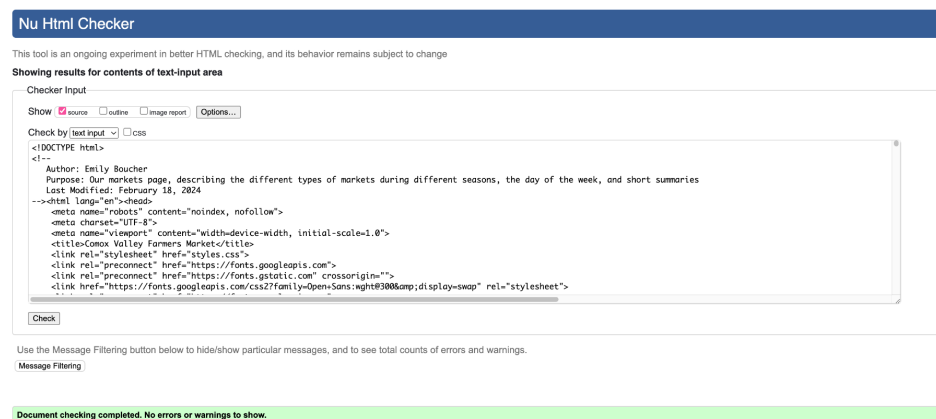 Nu Html Checker
This tool is an ongoing experiment in better HTML checking, and its behavior remains subject to change
Showing results for contents of text-input area
Checker Input
Show source outline image report Options...
Check by text input css
<!DOCTYPE html>
<!--
Author: Emily Boucher
Purpose: Our markets page, describing the different types of markets during different seasons, the day of the week, and short summaries
Last Modified: February 18, 2024
--><html lang="en"><head>
<meta name="robots" content="noindex, nofollow">
<meta charset="UTF-8">
<meta name="viewport" content="width=device-width, initial-scale=1.0">
<title>Comox Valley Farmers Market</title>
<link rel="stylesheet" href="styles.css">
<link rel="preconnect" href="https://fonts.googleapis.com">
<link rel="preconnect" href="https://fonts.gstatic.com" crossorigin="">
<link href="https://fonts.googleapis.com/css2?family=Open+Sans:wght@300&amp;display=swap" rel="stylesheet">
Check
Use the Message Filtering button below to hide/show particular messages, and to see total counts of errors and warnings.
Message Filtering
Document checking completed. No errors or warnings to show.